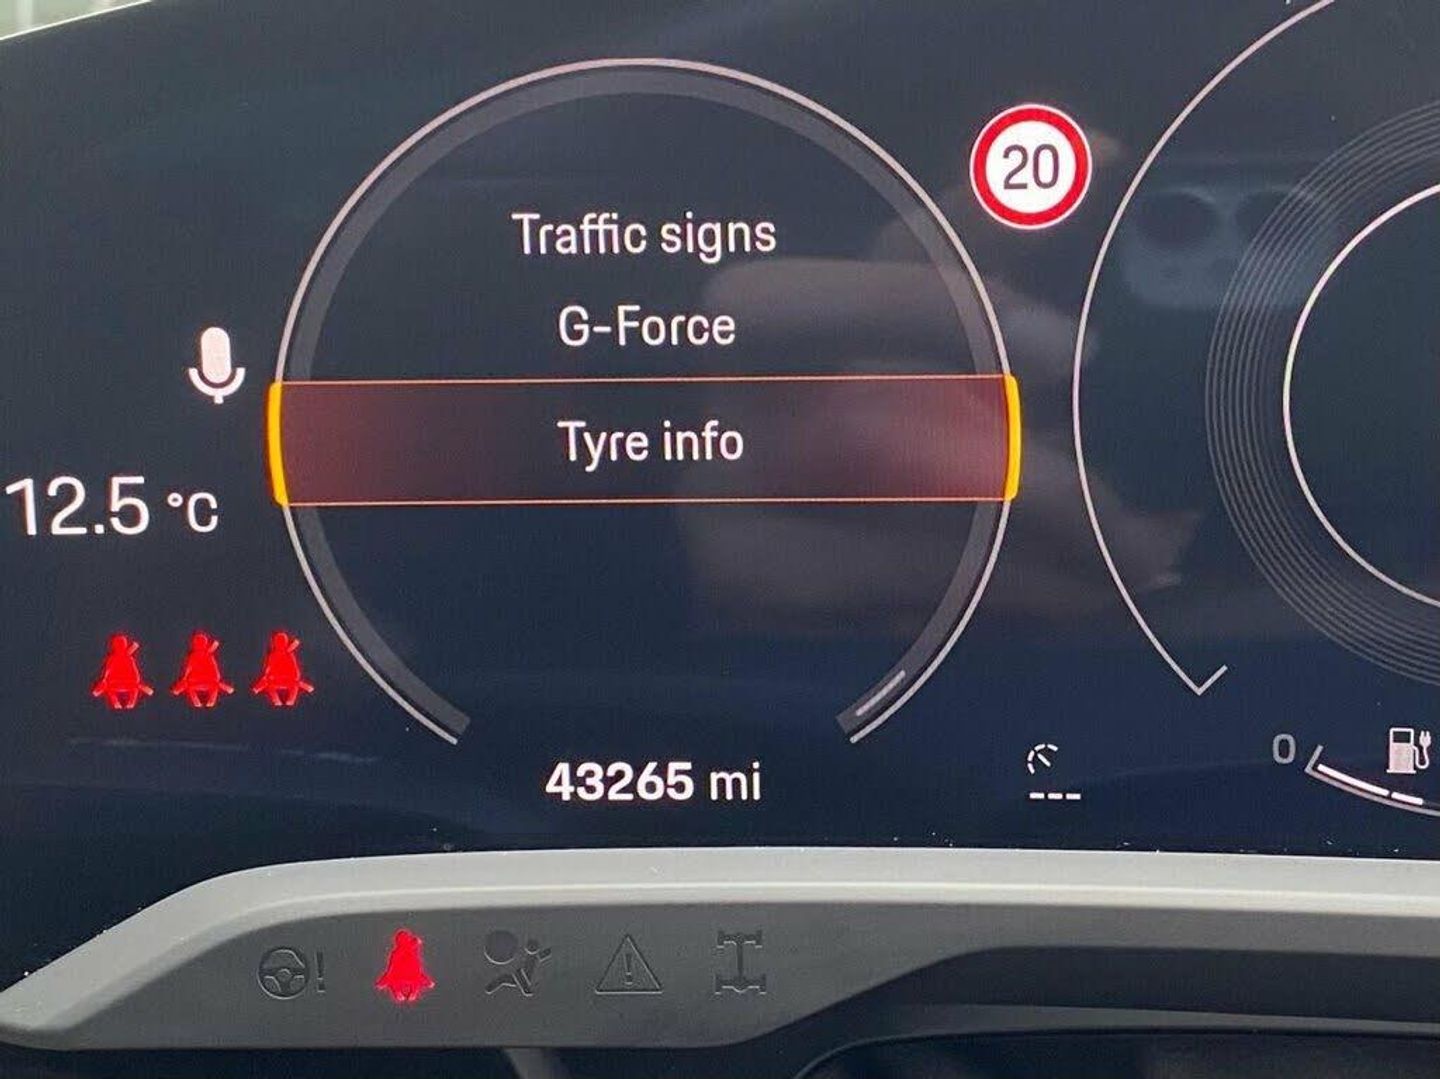 20
Traffic signs
G-Force
Tyre info
12.5 °C
43265 mi
---
0